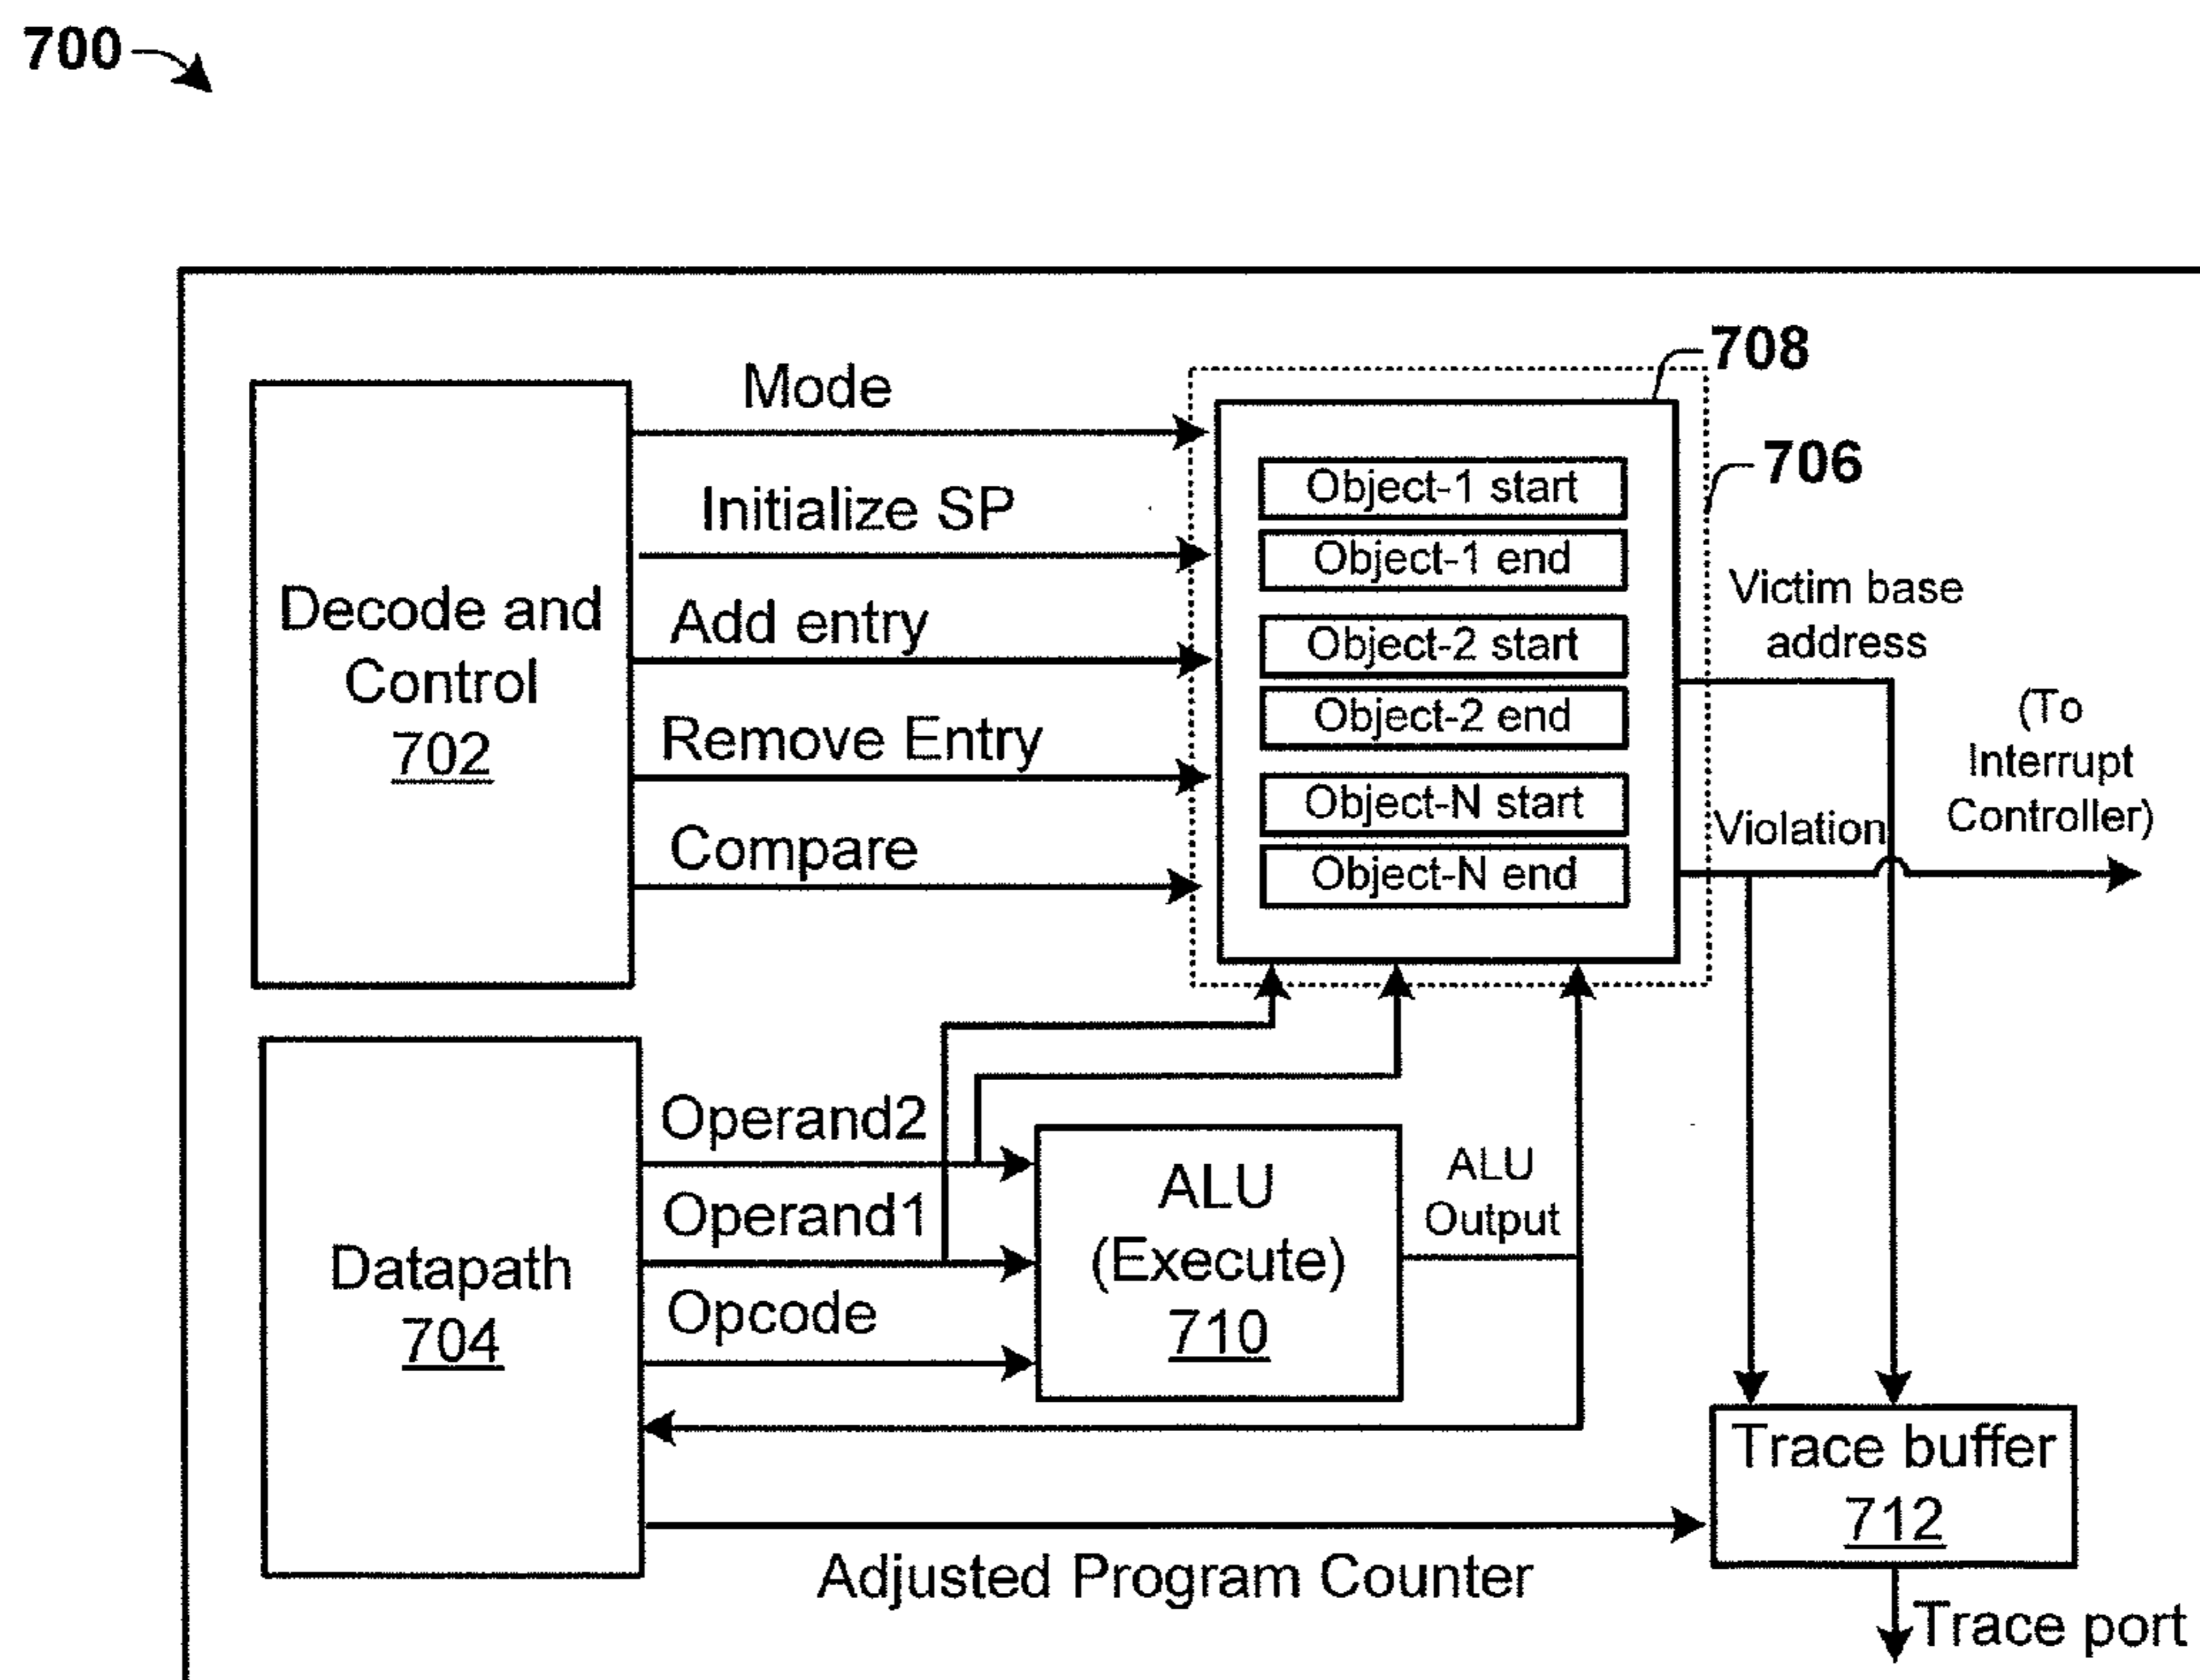 700
708
706
Mode
Initialize SP
Add entry
Remove Entry
Compare
Decode and
Control
702
Object-1 start
Object-1 end
Object-2 start
Object-2 end
Object-N start
Object-N end
Victim base
address
(To
Interrupt
Controller)
Violation
Datapath
704
Operand2
Operand1
Opcode
ALU
(Execute)
710
ALU
Output
Adjusted Program Counter
Trace buffer
712
Trace port